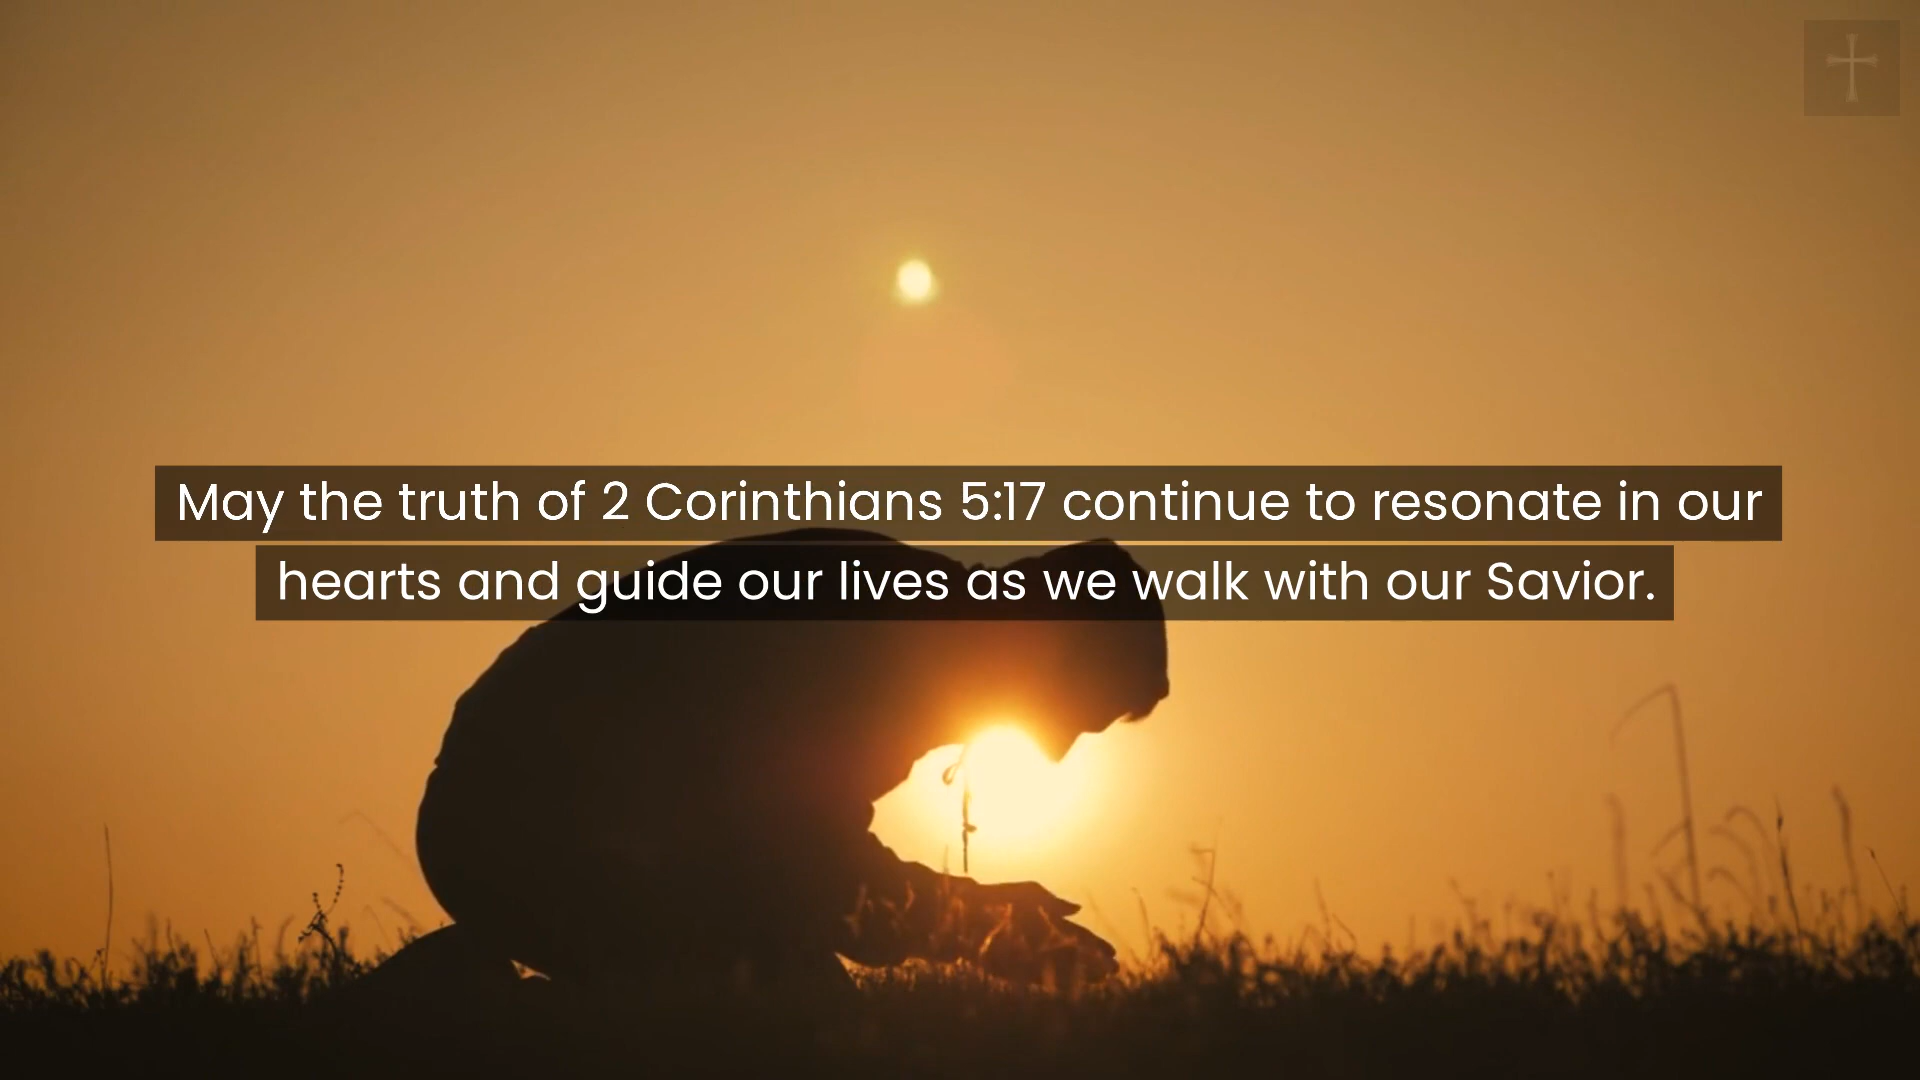 May the truth of 2 Corinthians 5:17 continue to resonate in our
hearts and guide our lives as we walk with our Savior.